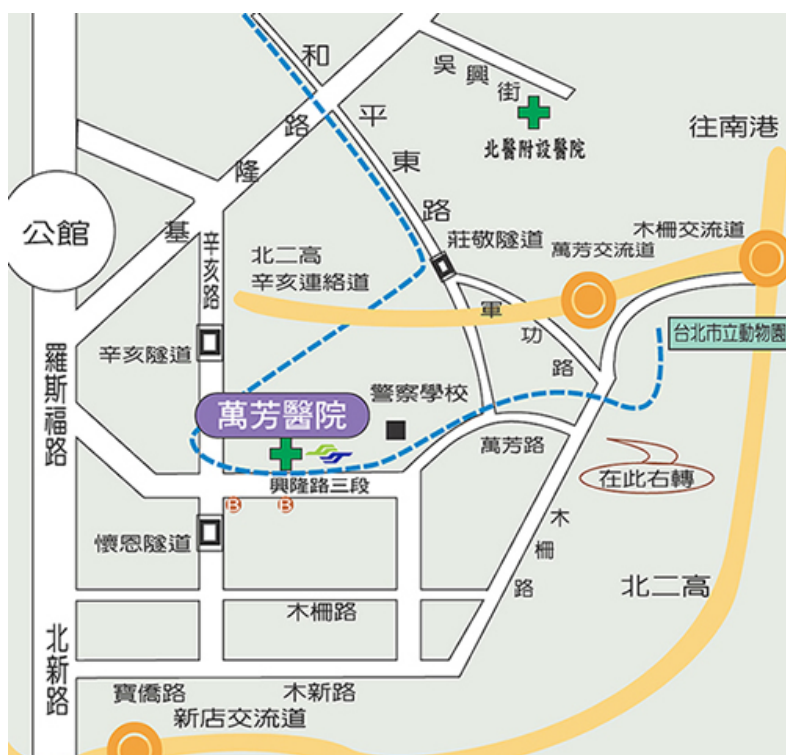 和平東路
吳興街
北醫附設醫院
往南港
基隆路
公館
辛亥路
北二高
辛亥連絡道
莊敬隧道
萬芳交流道
木柵交流道
軍功路
台北市立動物園
辛亥隧道
羅斯福路
警察學校
萬芳醫院
萬芳路
在此右轉
興隆路三段
B
B
懷恩隧道
木柵路
北二高
木柵路
北新路
寶僑路
木新路
新店交流道